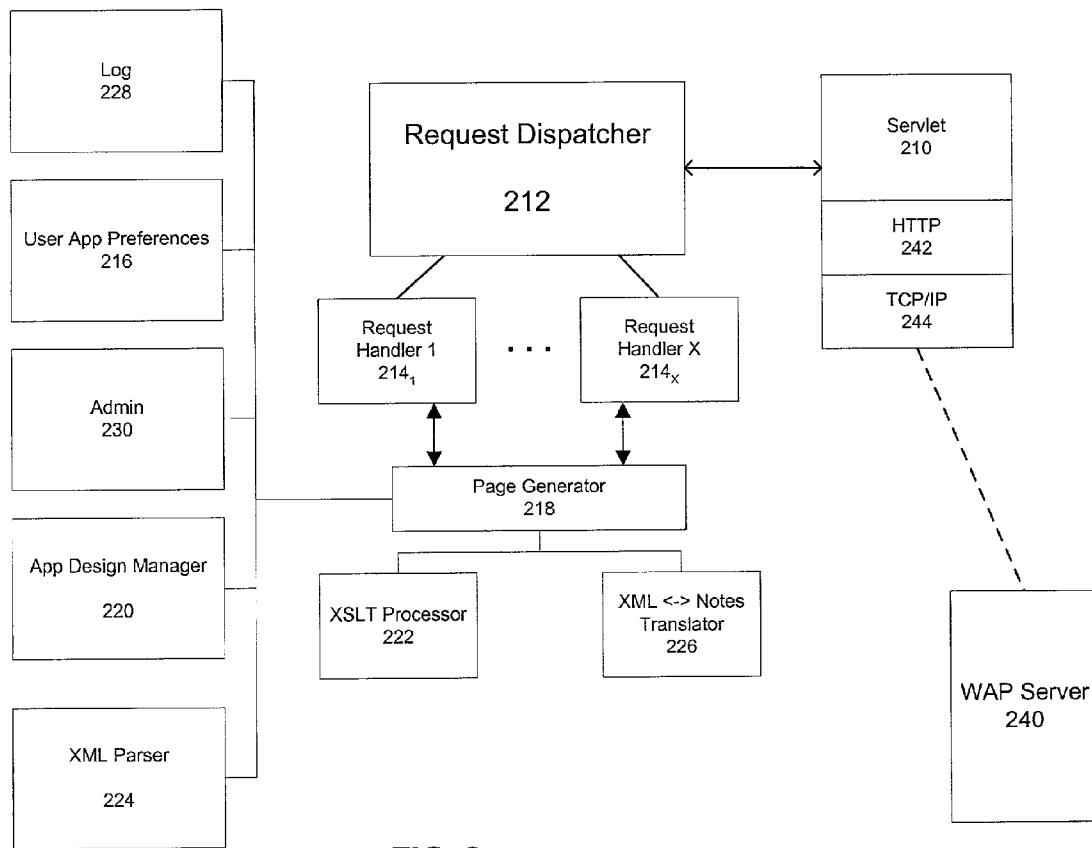 Log
228
User App Preferences
216
Admin
230
App Design Manager
220
XML Parser
224
Request Dispatcher
212
Request
Handler 1
214₁
. . .
Request
Handler X
214ₓ
Page Generator
218
XSLT Processor
222
XML <-> Notes
Translator
226
Servlet
210
HTTP
242
TCP/IP
244
WAP Server
240